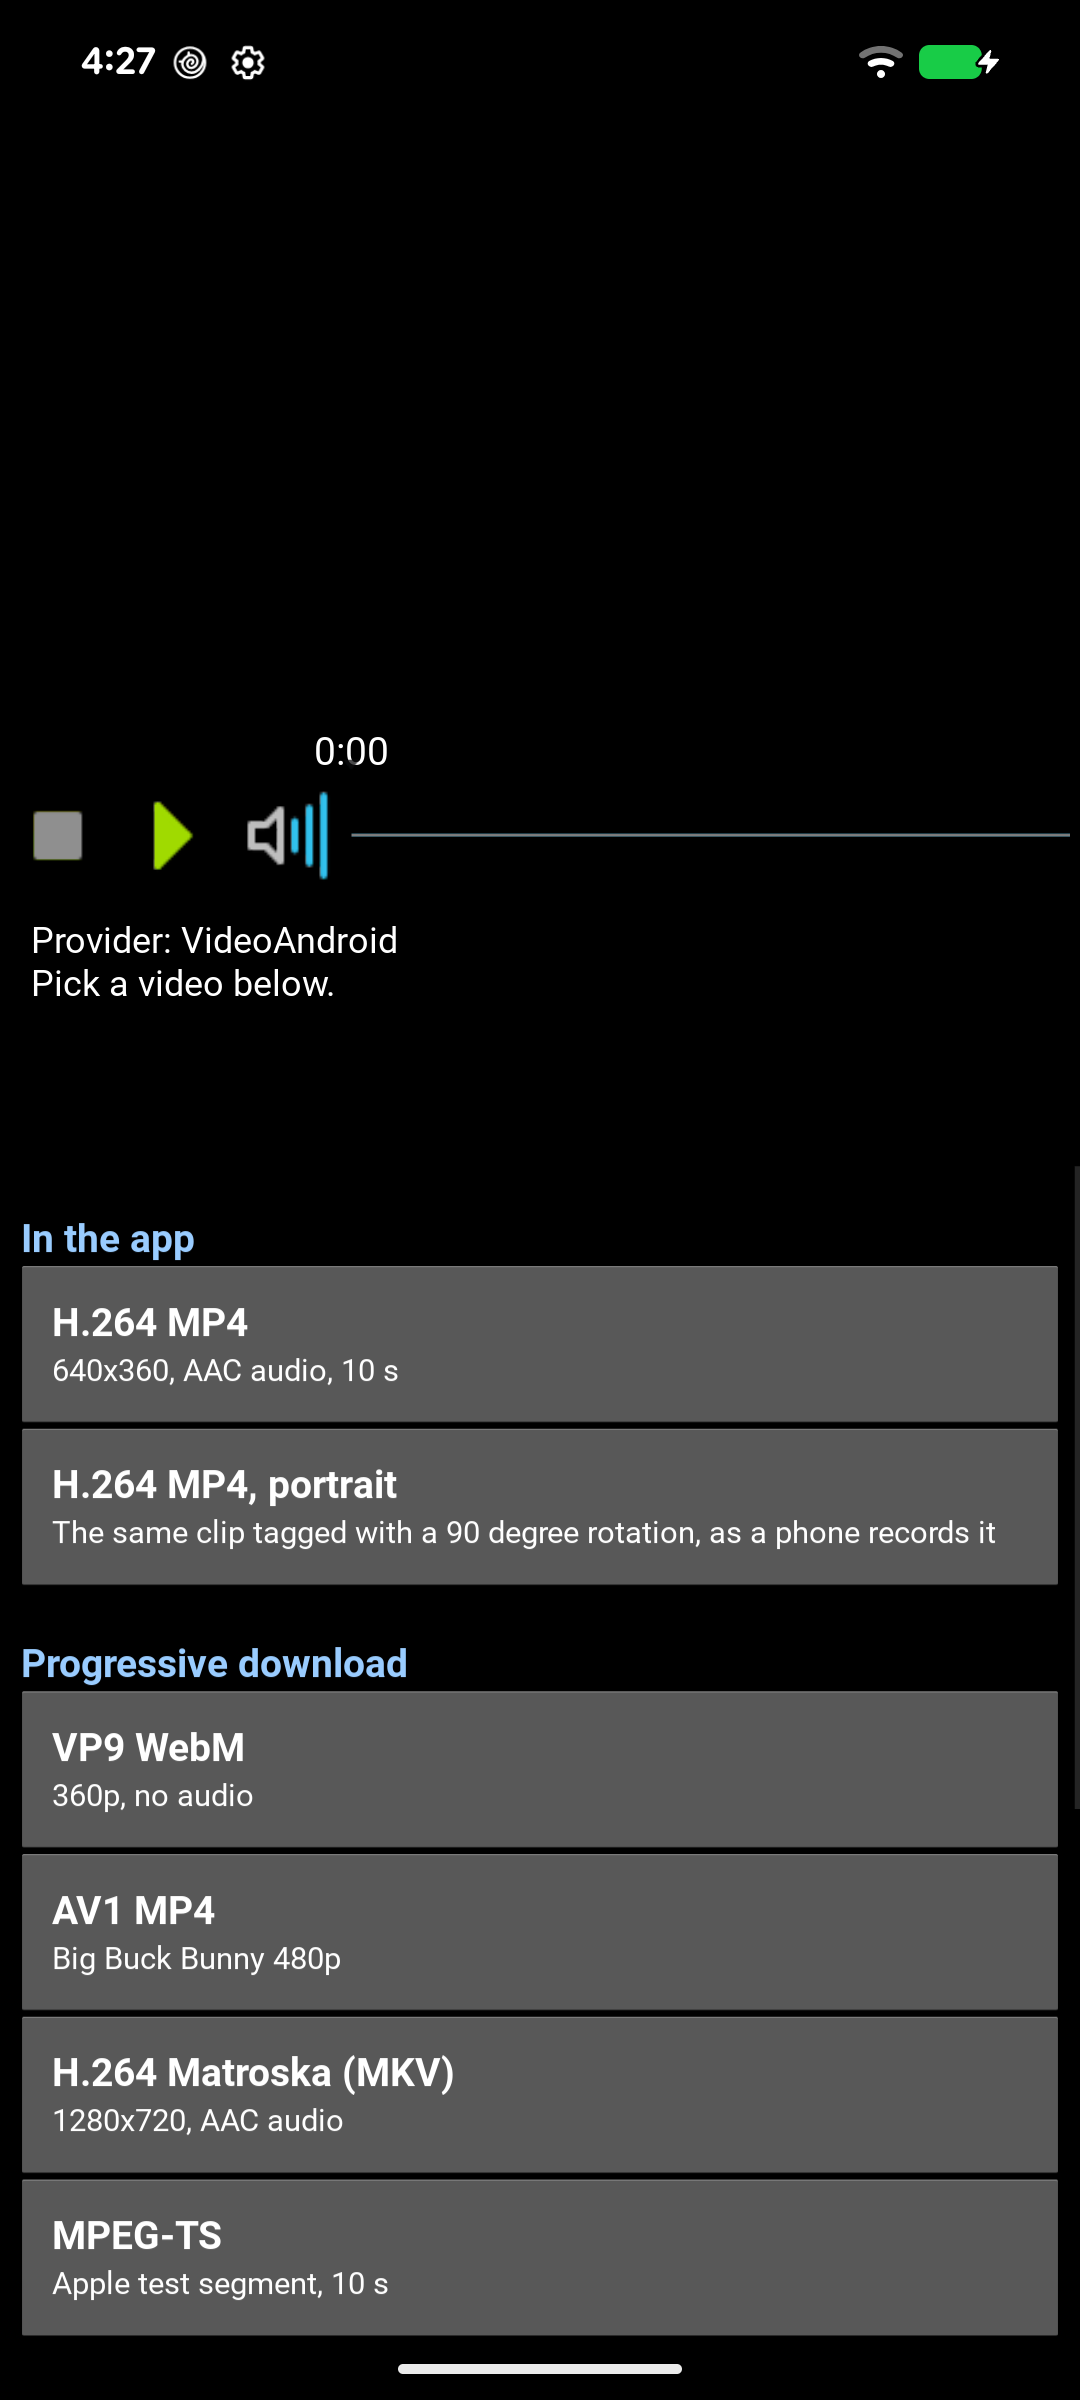 4:27
0:00
Provider: VideoAndroid
Pick a video below.
In the app
H.264 MP4
640x360, AAC audio, 10 s
H.264 MP4, portrait
The same clip tagged with a 90 degree rotation, as a phone records it
Progressive download
VP9 WebM
360p, no audio
AV1 MP4
Big Buck Bunny 480p
H.264 Matroska (MKV)
1280x720, AAC audio
MPEG-TS
Apple test segment, 10 s